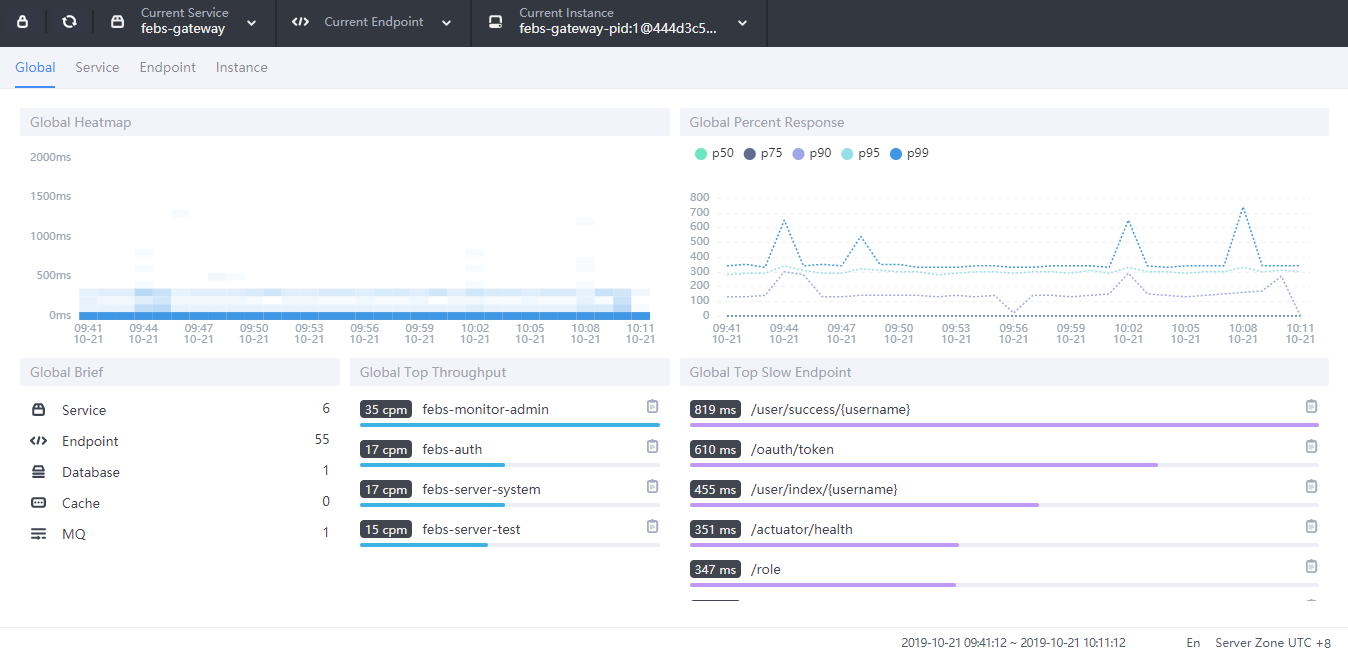 Current Service
febs-gateway
Current Endpoint
Current Instance
febs-gateway-pid:1@444d3c5...
Global Service Endpoint Instance
Global Heatmap
2000ms
1500ms
1000ms
500ms
0ms
09:41 09:44 09:47 09:50 09:53 09:56 09:59 10:02 10:05 10:08 10:11
10-21 10-21 10-21 10-21 10-21 10-21 10-21 10-21 10-21 10-21 10-21
Global Percent Response
p50 p75 p90 p95 p99
800
700
600
500
400
300
200
100
0
09:41 09:44 09:47 09:50 09:53 09:56 09:59 10:02 10:05 10:08 10:11
10-21 10-21 10-21 10-21 10-21 10-21 10-21 10-21 10-21 10-21 10-21
Global Brief
Service 6
Endpoint 55
Database 1
Cache 0
MQ 1
Global Top Throughput
35 cpm febs-monitor-admin
17 cpm febs-auth
17 cpm febs-server-system
15 cpm febs-server-test
Global Top Slow Endpoint
819 ms /user/success/{username}
610 ms /oauth/token
455 ms /user/index/{username}
351 ms /actuator/health
347 ms /role
2019-10-21 09:41:12 ~ 2019-10-21 10:11:12
En Server Zone UTC +8